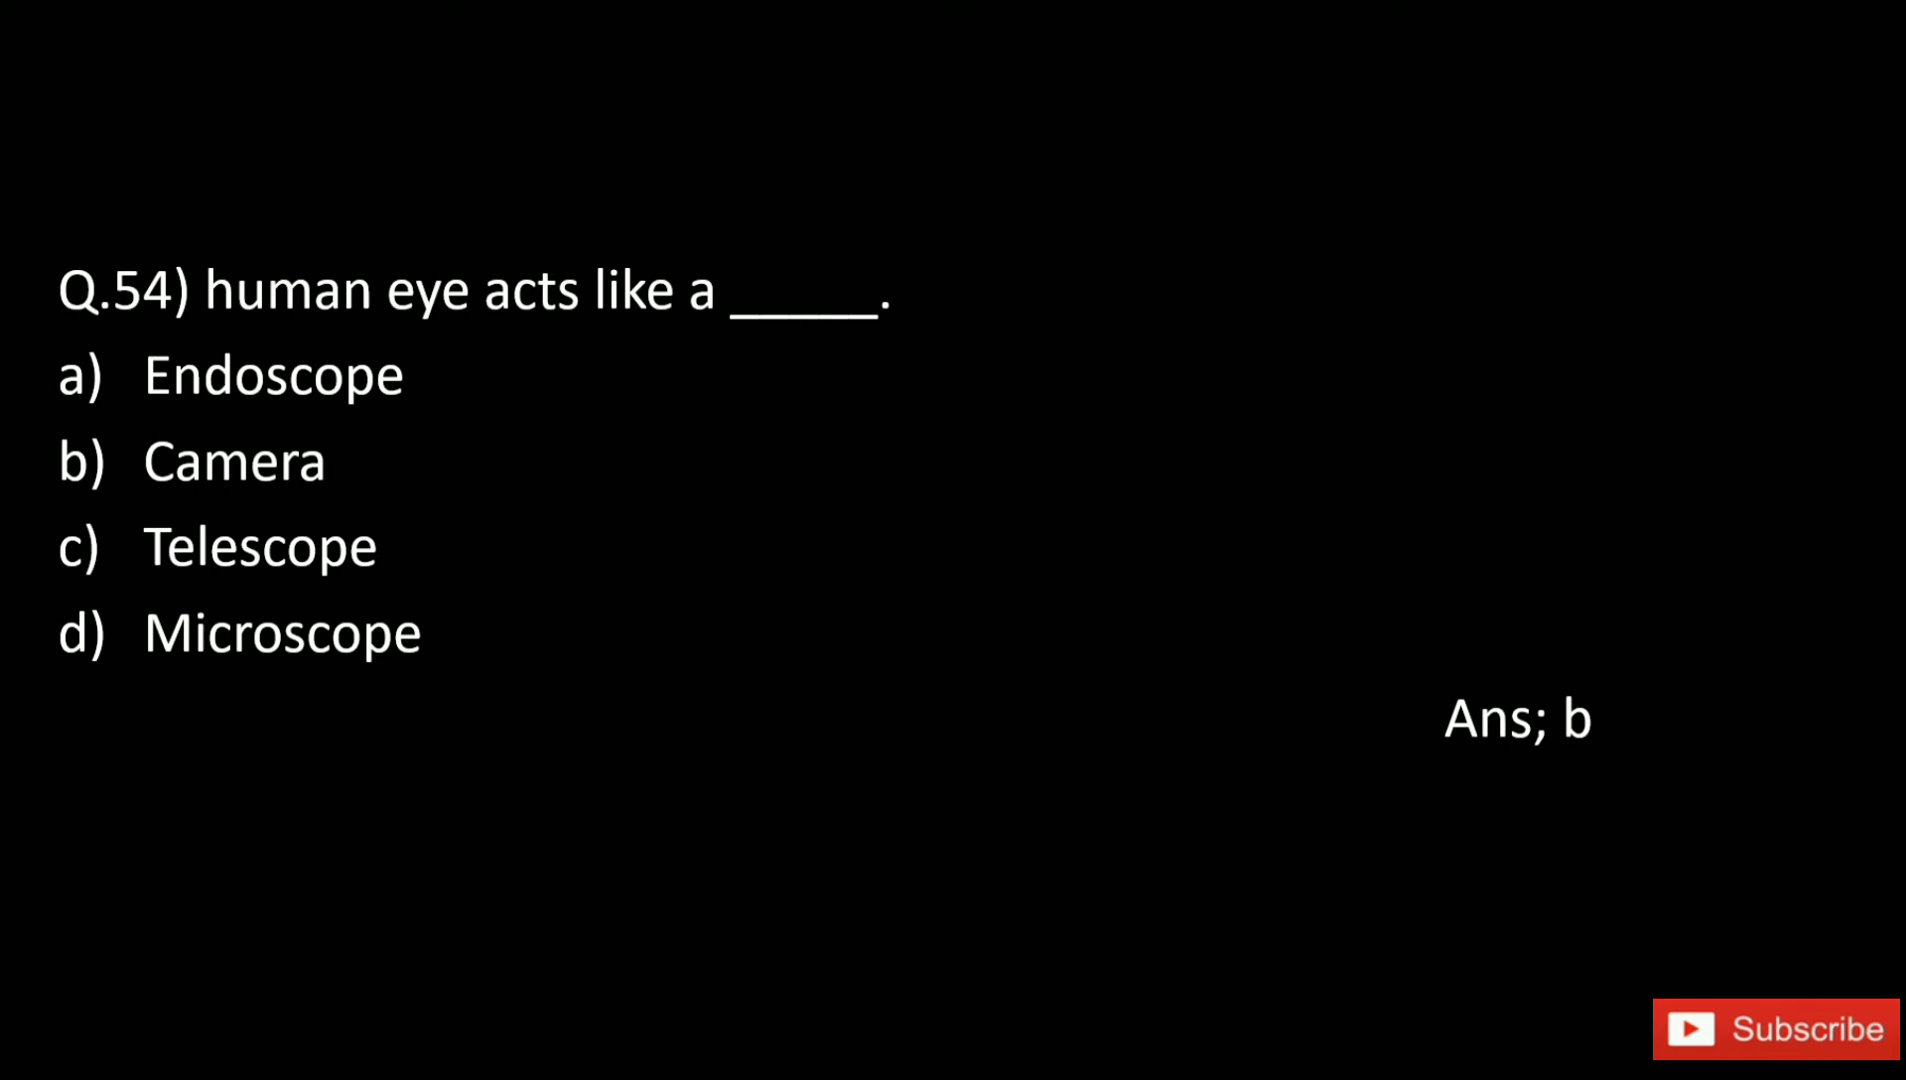 Q.54) human eye acts like a _____.
a) Endoscope
b) Camera
c) Telescope
d) Microscope
Ans; b
Subscribe